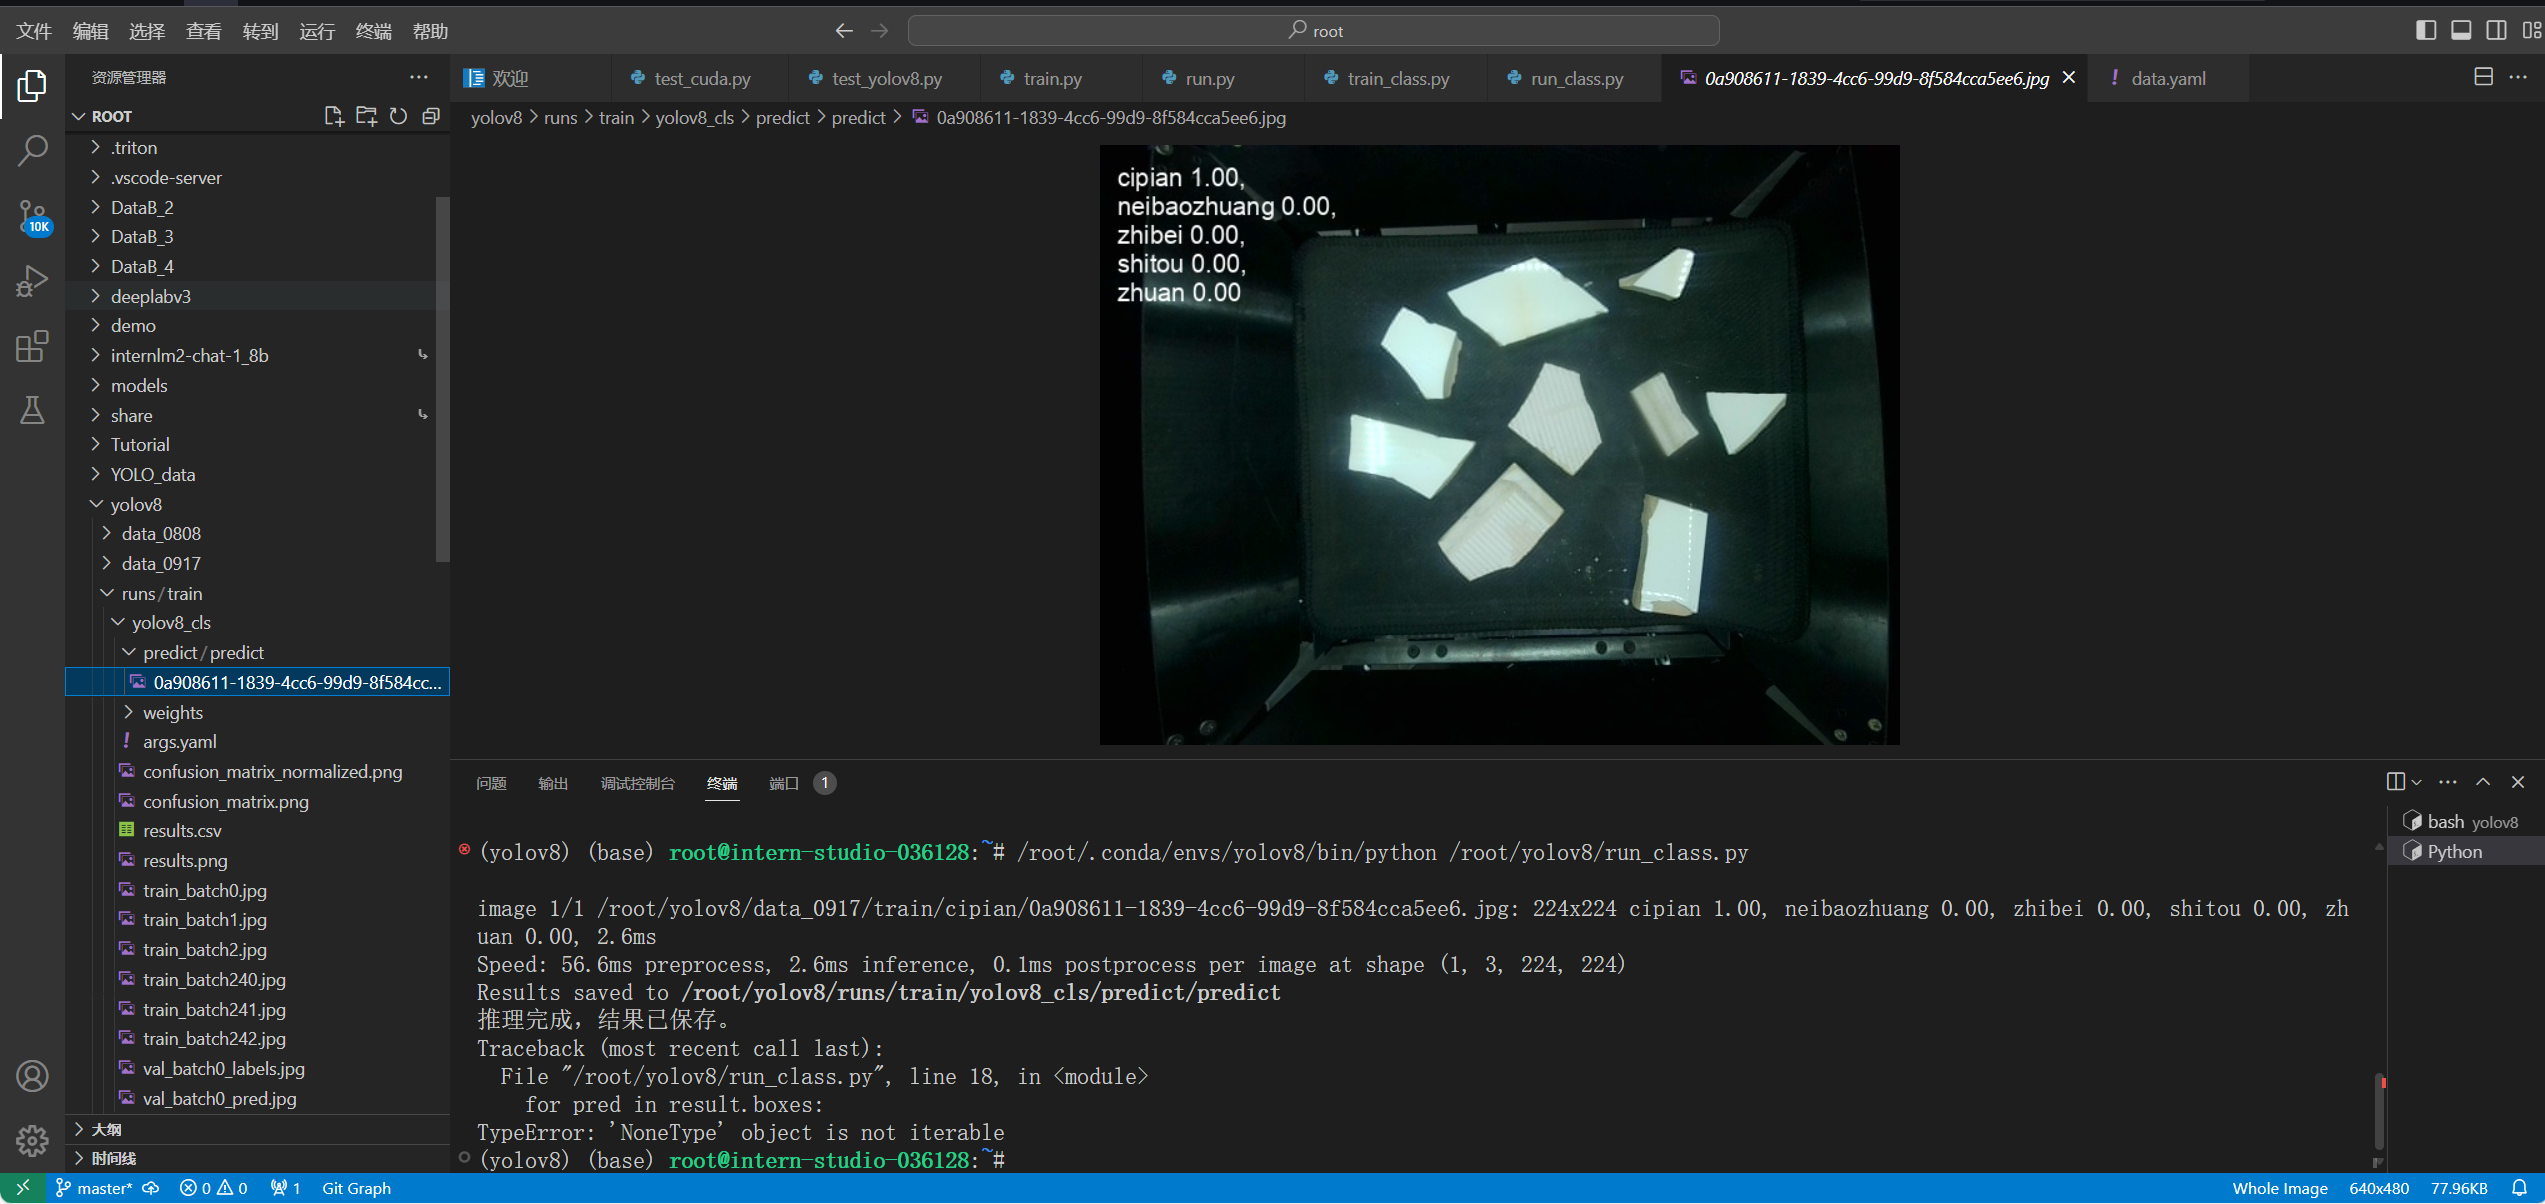 文件 编辑 选择 查看 转到 运行 终端 帮助
root
资源管理器
欢迎 test_cuda.py test_yolov8.py train.py run.py train_class.py run_class.py 0a908611-1839-4cc6-99d9-8f584cca5ee6.jpg data.yaml
ROOT
yolov8 > runs > train > yolov8_cls > predict > predict > 0a908611-1839-4cc6-99d9-8f584cca5ee6.jpg
.triton
.vscode-server
DataB_2
DataB_3
DataB_4
deeplabv3
demo
internlm2-chat-1_8b
models
share
Tutorial
YOLO_data
yolov8
data_0808
data_0917
runs/train
yolov8_cls
predict/predict
0a908611-1839-4cc6-99d9-8f584cc...
weights
args.yaml
confusion_matrix_normalized.png
confusion_matrix.png
results.csv
results.png
train_batch0.jpg
train_batch1.jpg
train_batch2.jpg
train_batch240.jpg
train_batch241.jpg
train_batch242.jpg
val_batch0_labels.jpg
val_batch0_pred.jpg
大纲
时间线
10K
cipian 1.00,
neibaozhuang 0.00,
zhibei 0.00,
shitou 0.00,
zhuan 0.00
问题 输出 调试控制台 终端 端口 1
bash yolov8
Python
(yolov8) (base) root@intern-studio-036128:~# /root/.conda/envs/yolov8/bin/python /root/yolov8/run_class.py
image 1/1 /root/yolov8/data_0917/train/cipian/0a908611-1839-4cc6-99d9-8f584cca5ee6.jpg: 224x224 cipian 1.00, neibaozhuang 0.00, zhibei 0.00, shitou 0.00, zh
uan 0.00, 2.6ms
Speed: 56.6ms preprocess, 2.6ms inference, 0.1ms postprocess per image at shape (1, 3, 224, 224)
Results saved to /root/yolov8/runs/train/yolov8_cls/predict/predict
推理完成，结果已保存。
Traceback (most recent call last):
File "/root/yolov8/run_class.py", line 18, in <module>
for pred in result.boxes:
TypeError: 'NoneType' object is not iterable
(yolov8) (base) root@intern-studio-036128:~#
master* 0 0 1 Git Graph Whole Image 640x480 77.96KB